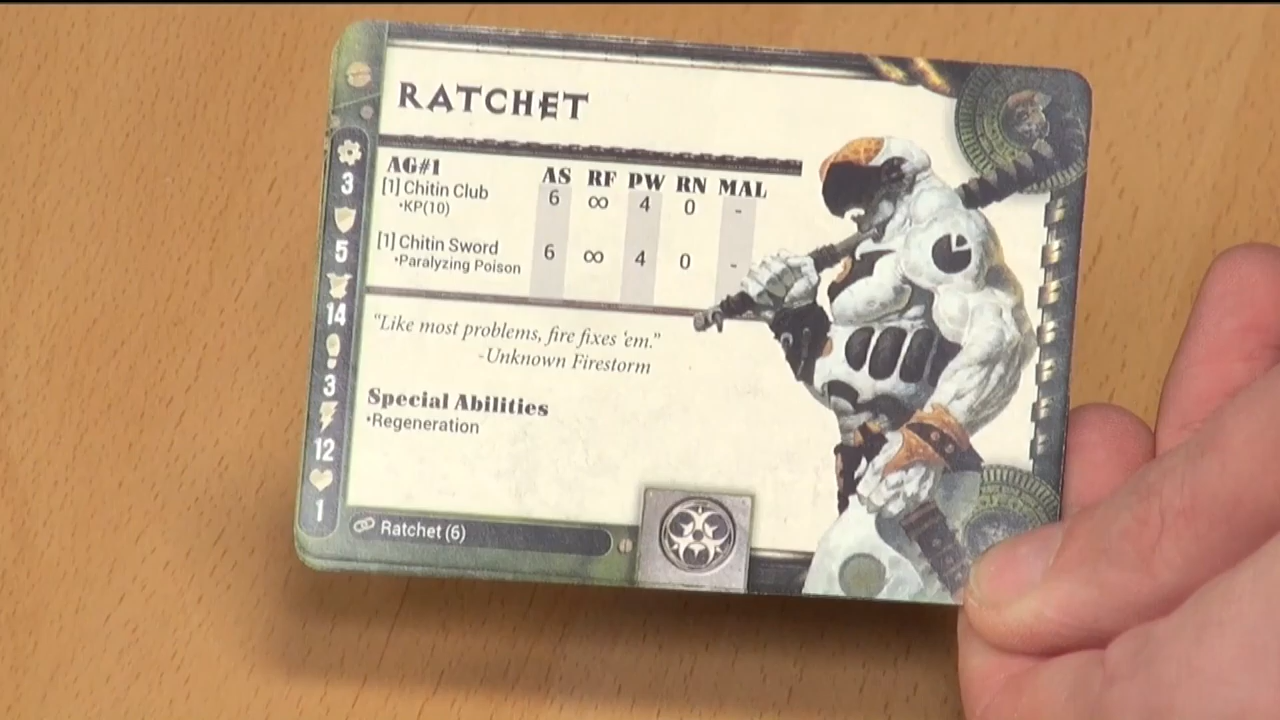 RATCHET
AG#1 AS RF PW RN MAL
[1] Chitin Club 6 ∞ 4 0 -
•KP(10)
[1] Chitin Sword 6 ∞ 4 0 -
•Paralyzing Poison
“Like most problems, fire fixes ‘em.”
-Unknown Firestorm
Special Abilities
•Regeneration
3
5
14
3
12
1
Ratchet (6)